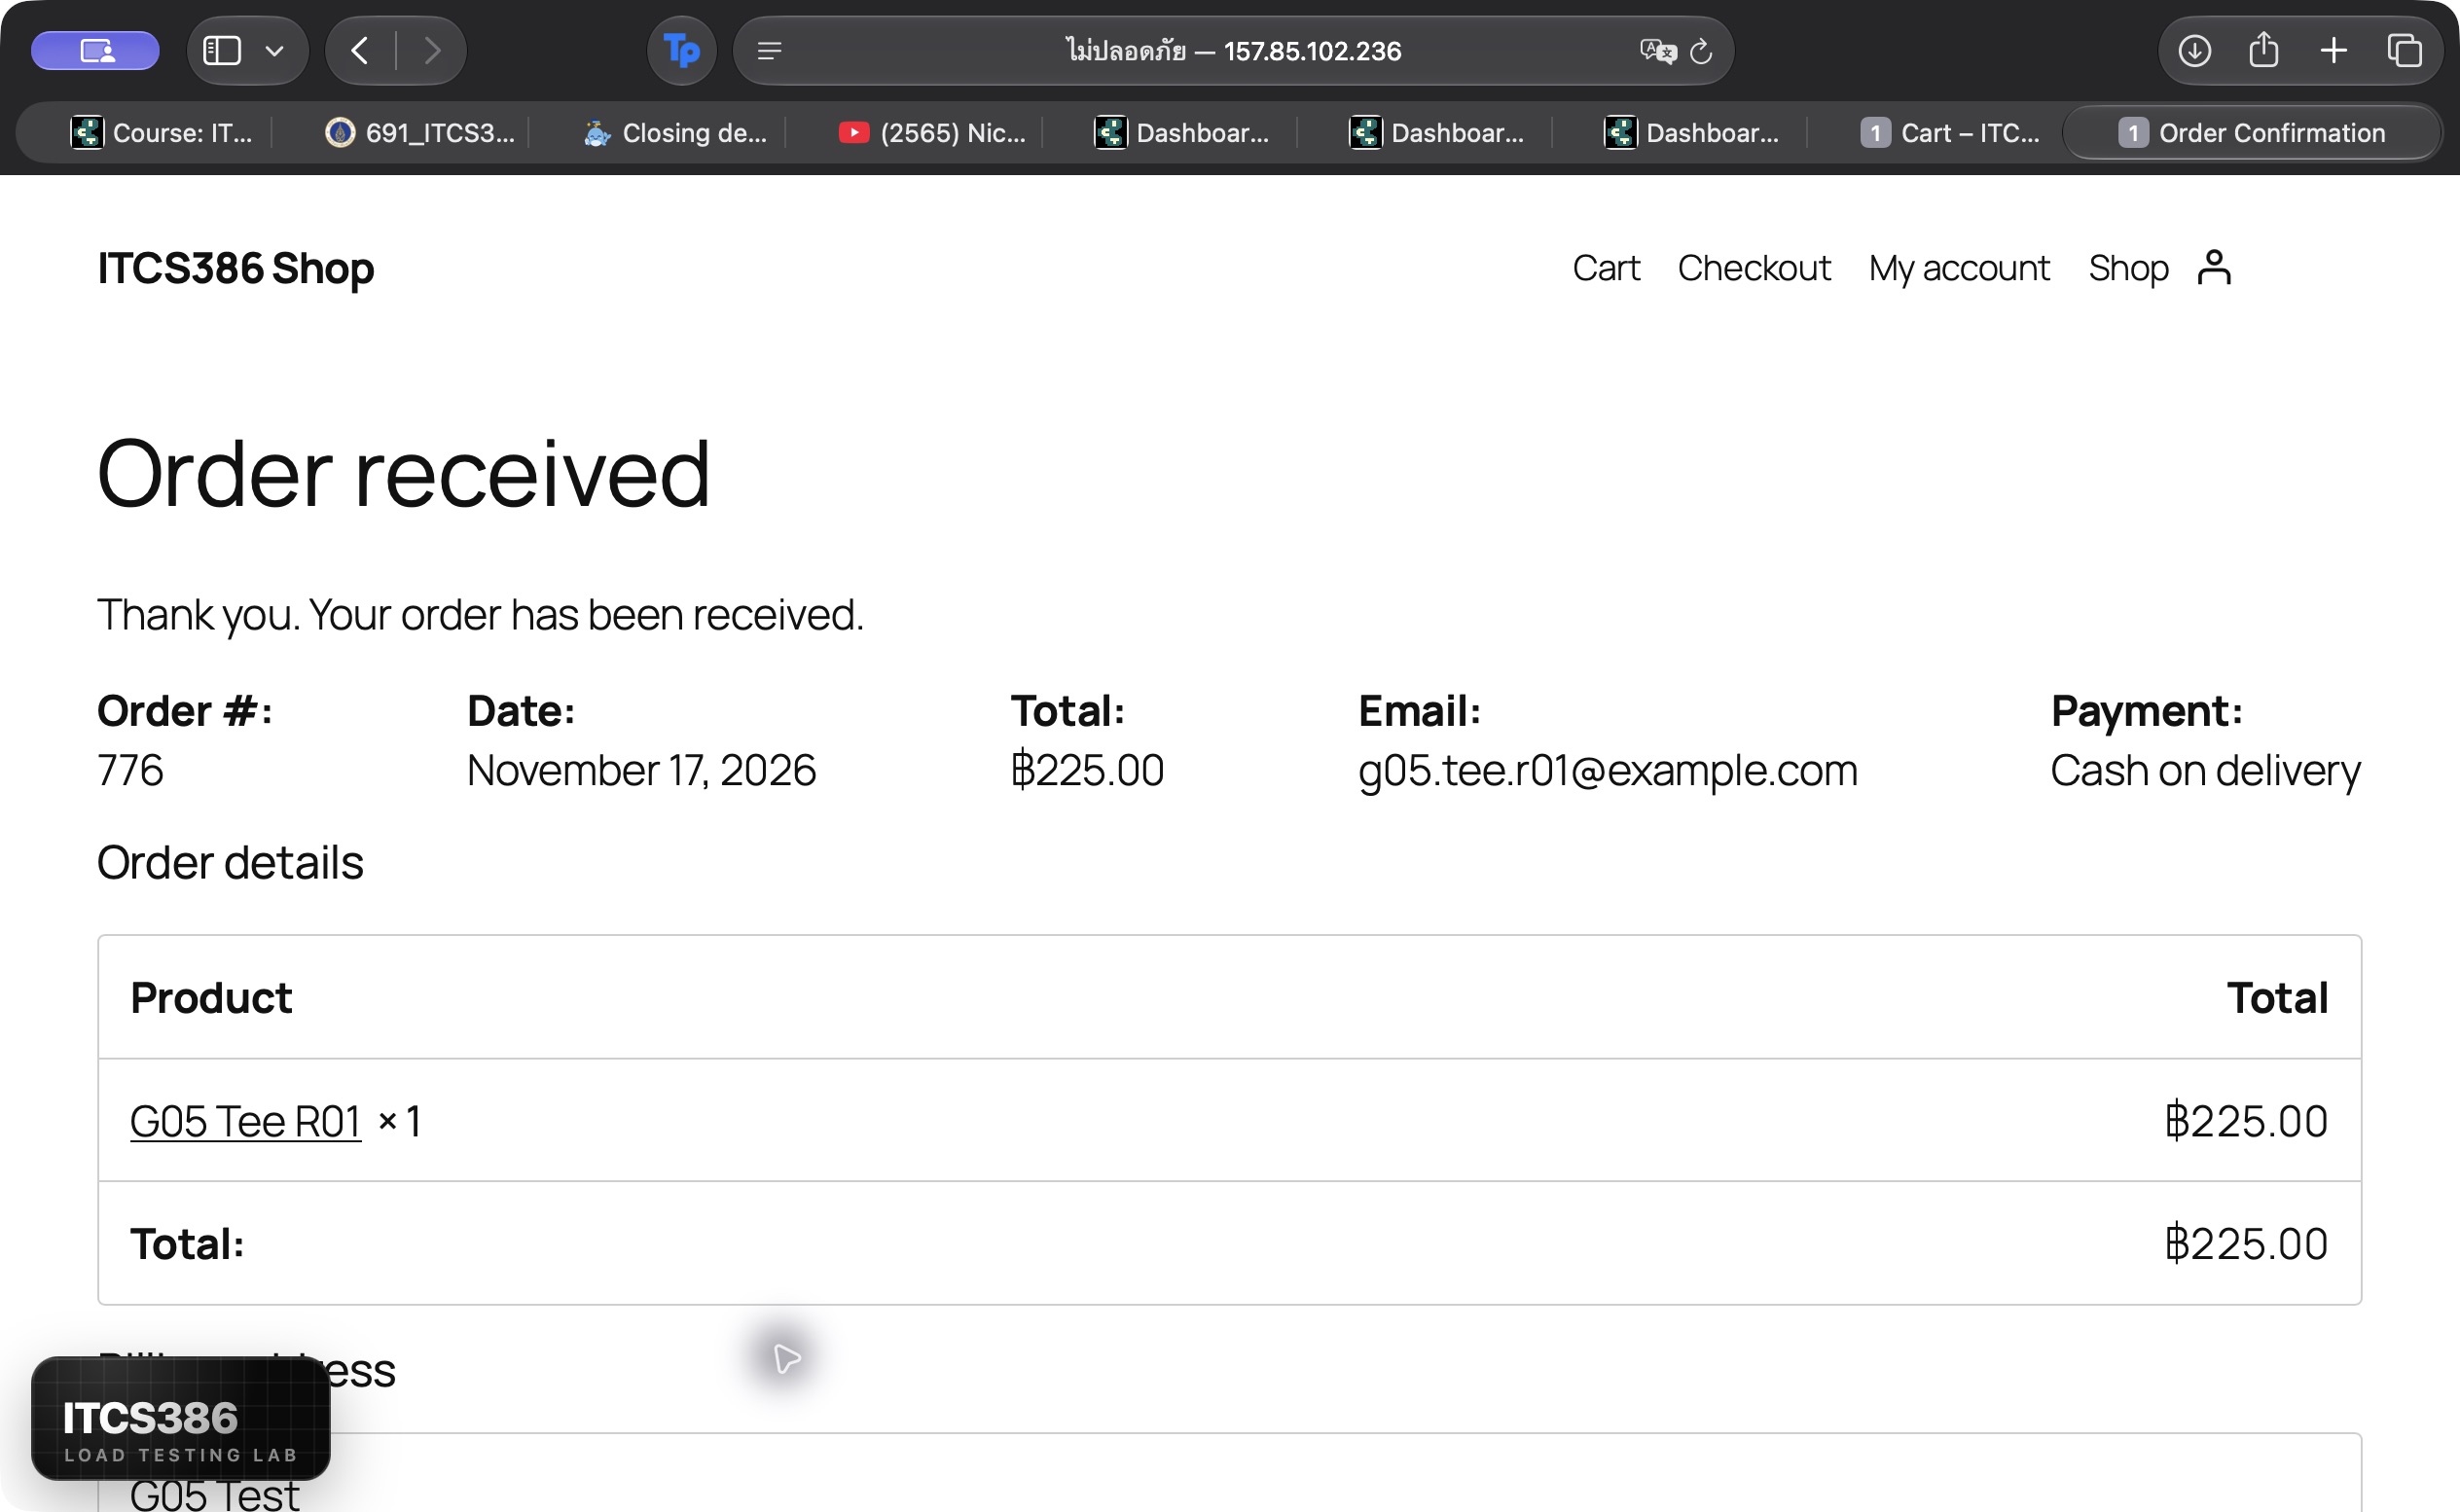 ไม่ปลอดภัย — 157.85.102.236
Course: IT...
691_ITCS3...
Closing de...
(2565) Nic...
Dashboar...
Dashboar...
Dashboar...
1 Cart – ITC...
1 Order Confirmation
ITCS386 Shop
Cart Checkout My account Shop
Order received
Thank you. Your order has been received.
Order #: Date: Total: Email: Payment:
776 November 17, 2026 ฿225.00 g05.tee.r01@example.com Cash on delivery
Order details
Product Total
G05 Tee R01 × 1 ฿225.00
Total: ฿225.00
ITCS386
LOAD TESTING LAB
G05 Test